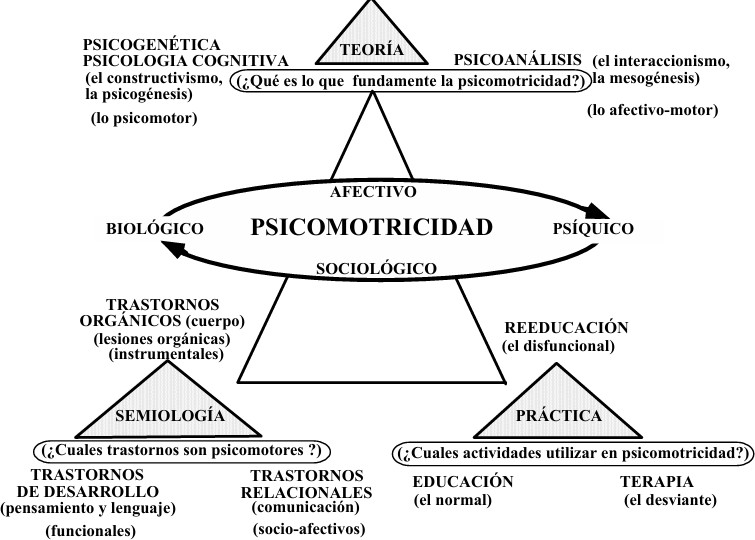 TEORÍA
PSICOGENÉTICA
PSICOLOGIA COGNITIVA
(el constructivismo,
la psicogénesis)
(lo psicomotor)
(¿Qué es lo que fundamente la psicomotricidad?)
PSICOANÁLISIS (el interaccionismo,
la mesogénesis)
(lo afectivo-motor)
AFECTIVO
BIOLÓGICO
PSICOMOTRICIDAD
PSÍQUICO
SOCIOLÓGICO
TRASTORNOS
ORGÁNICOS (cuerpo)
(lesiones orgánicas)
(instrumentales)
SEMIOLOGÍA
(¿Cuales trastornos son psicomotores ?)
TRASTORNOS
DE DESARROLLO
(pensamiento y lenguaje)
(funcionales)
TRASTORNOS
RELACIONALES
(comunicación)
(socio-afectivos)
REEDUCACIÓN
(el disfuncional)
PRÁCTICA
(¿Cuales actividades utilizar en psicomotricidad?)
EDUCACIÓN
(el normal)
TERAPIA
(el desviante)